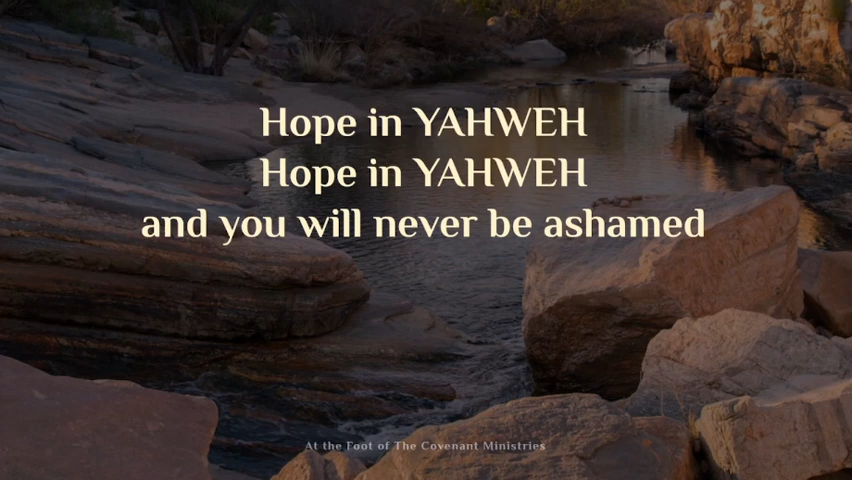 Hope in YAHWEH
Hope in YAHWEH
and you will never be ashamed
At the Foot of The Covenant Ministries